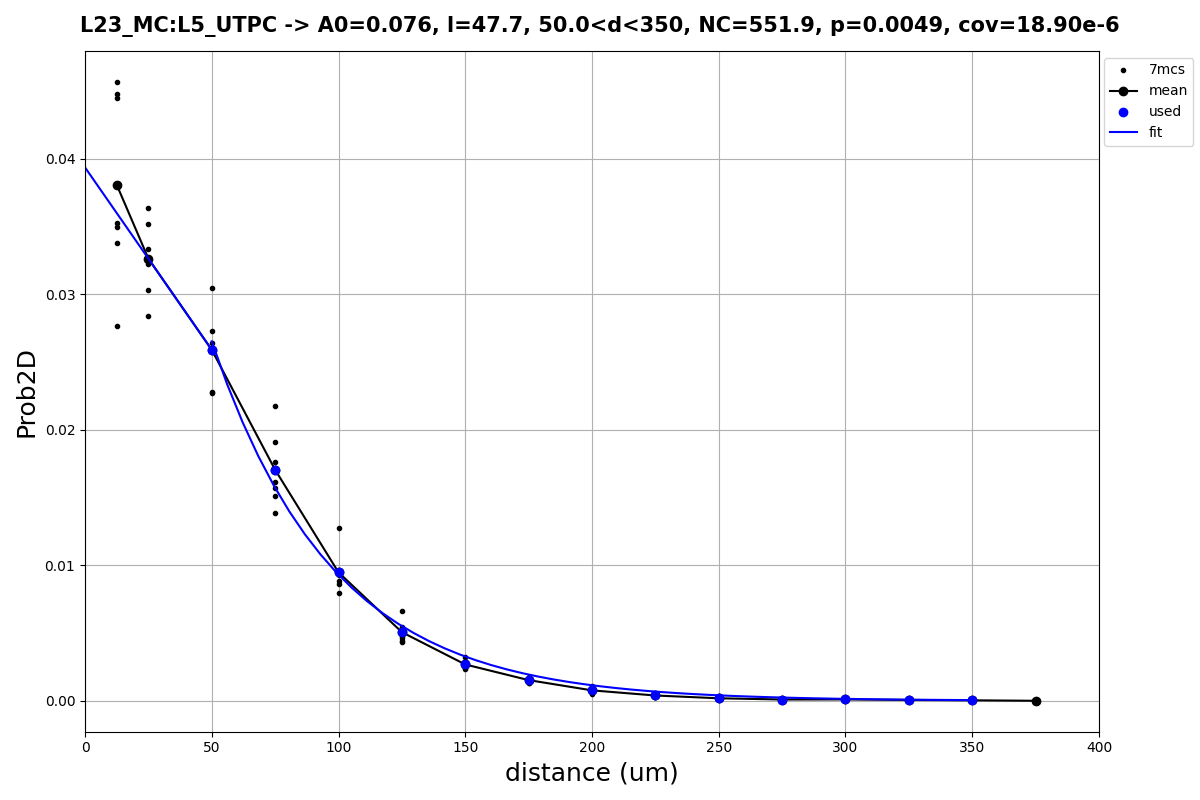 L23_MC:L5_UTPC -> A0=0.076, l=47.7, 50.0<d<350, NC=551.9, p=0.0049, cov=18.90e-6
7mcs
mean
used
fit
0.04
0.03
0.02
0.01
0.00
Prob2D
0 50 100 150 200 250 300 350 400
distance (um)